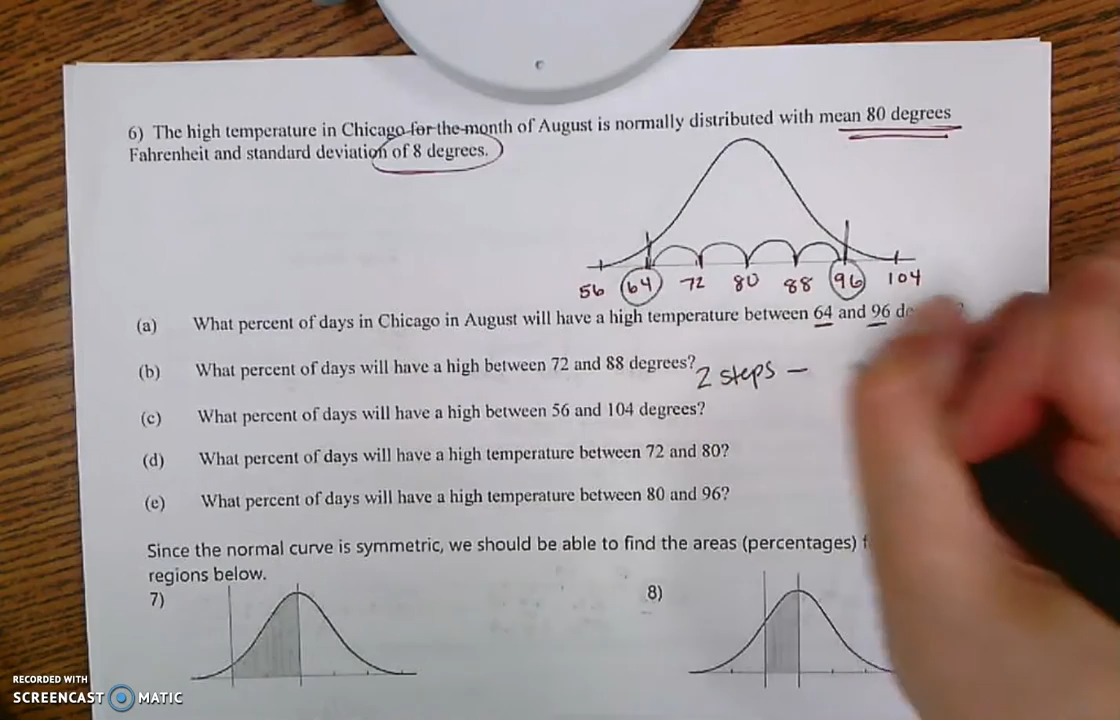 6) The high temperature in Chicago for the month of August is normally distributed with mean 80 degrees
Fahrenheit and standard deviation of 8 degrees.
56 64 72 80 88 96 104
(a) What percent of days in Chicago in August will have a high temperature between 64 and 96
(b) What percent of days will have a high between 72 and 88 degrees?
2 steps –
(c) What percent of days will have a high between 56 and 104 degrees?
(d) What percent of days will have a high temperature between 72 and 80?
(e) What percent of days will have a high temperature between 80 and 96?
Since the normal curve is symmetric, we should be able to find the areas (percentages)
regions below.
7) 8)
RECORDED WITH
SCREENCAST MATIC